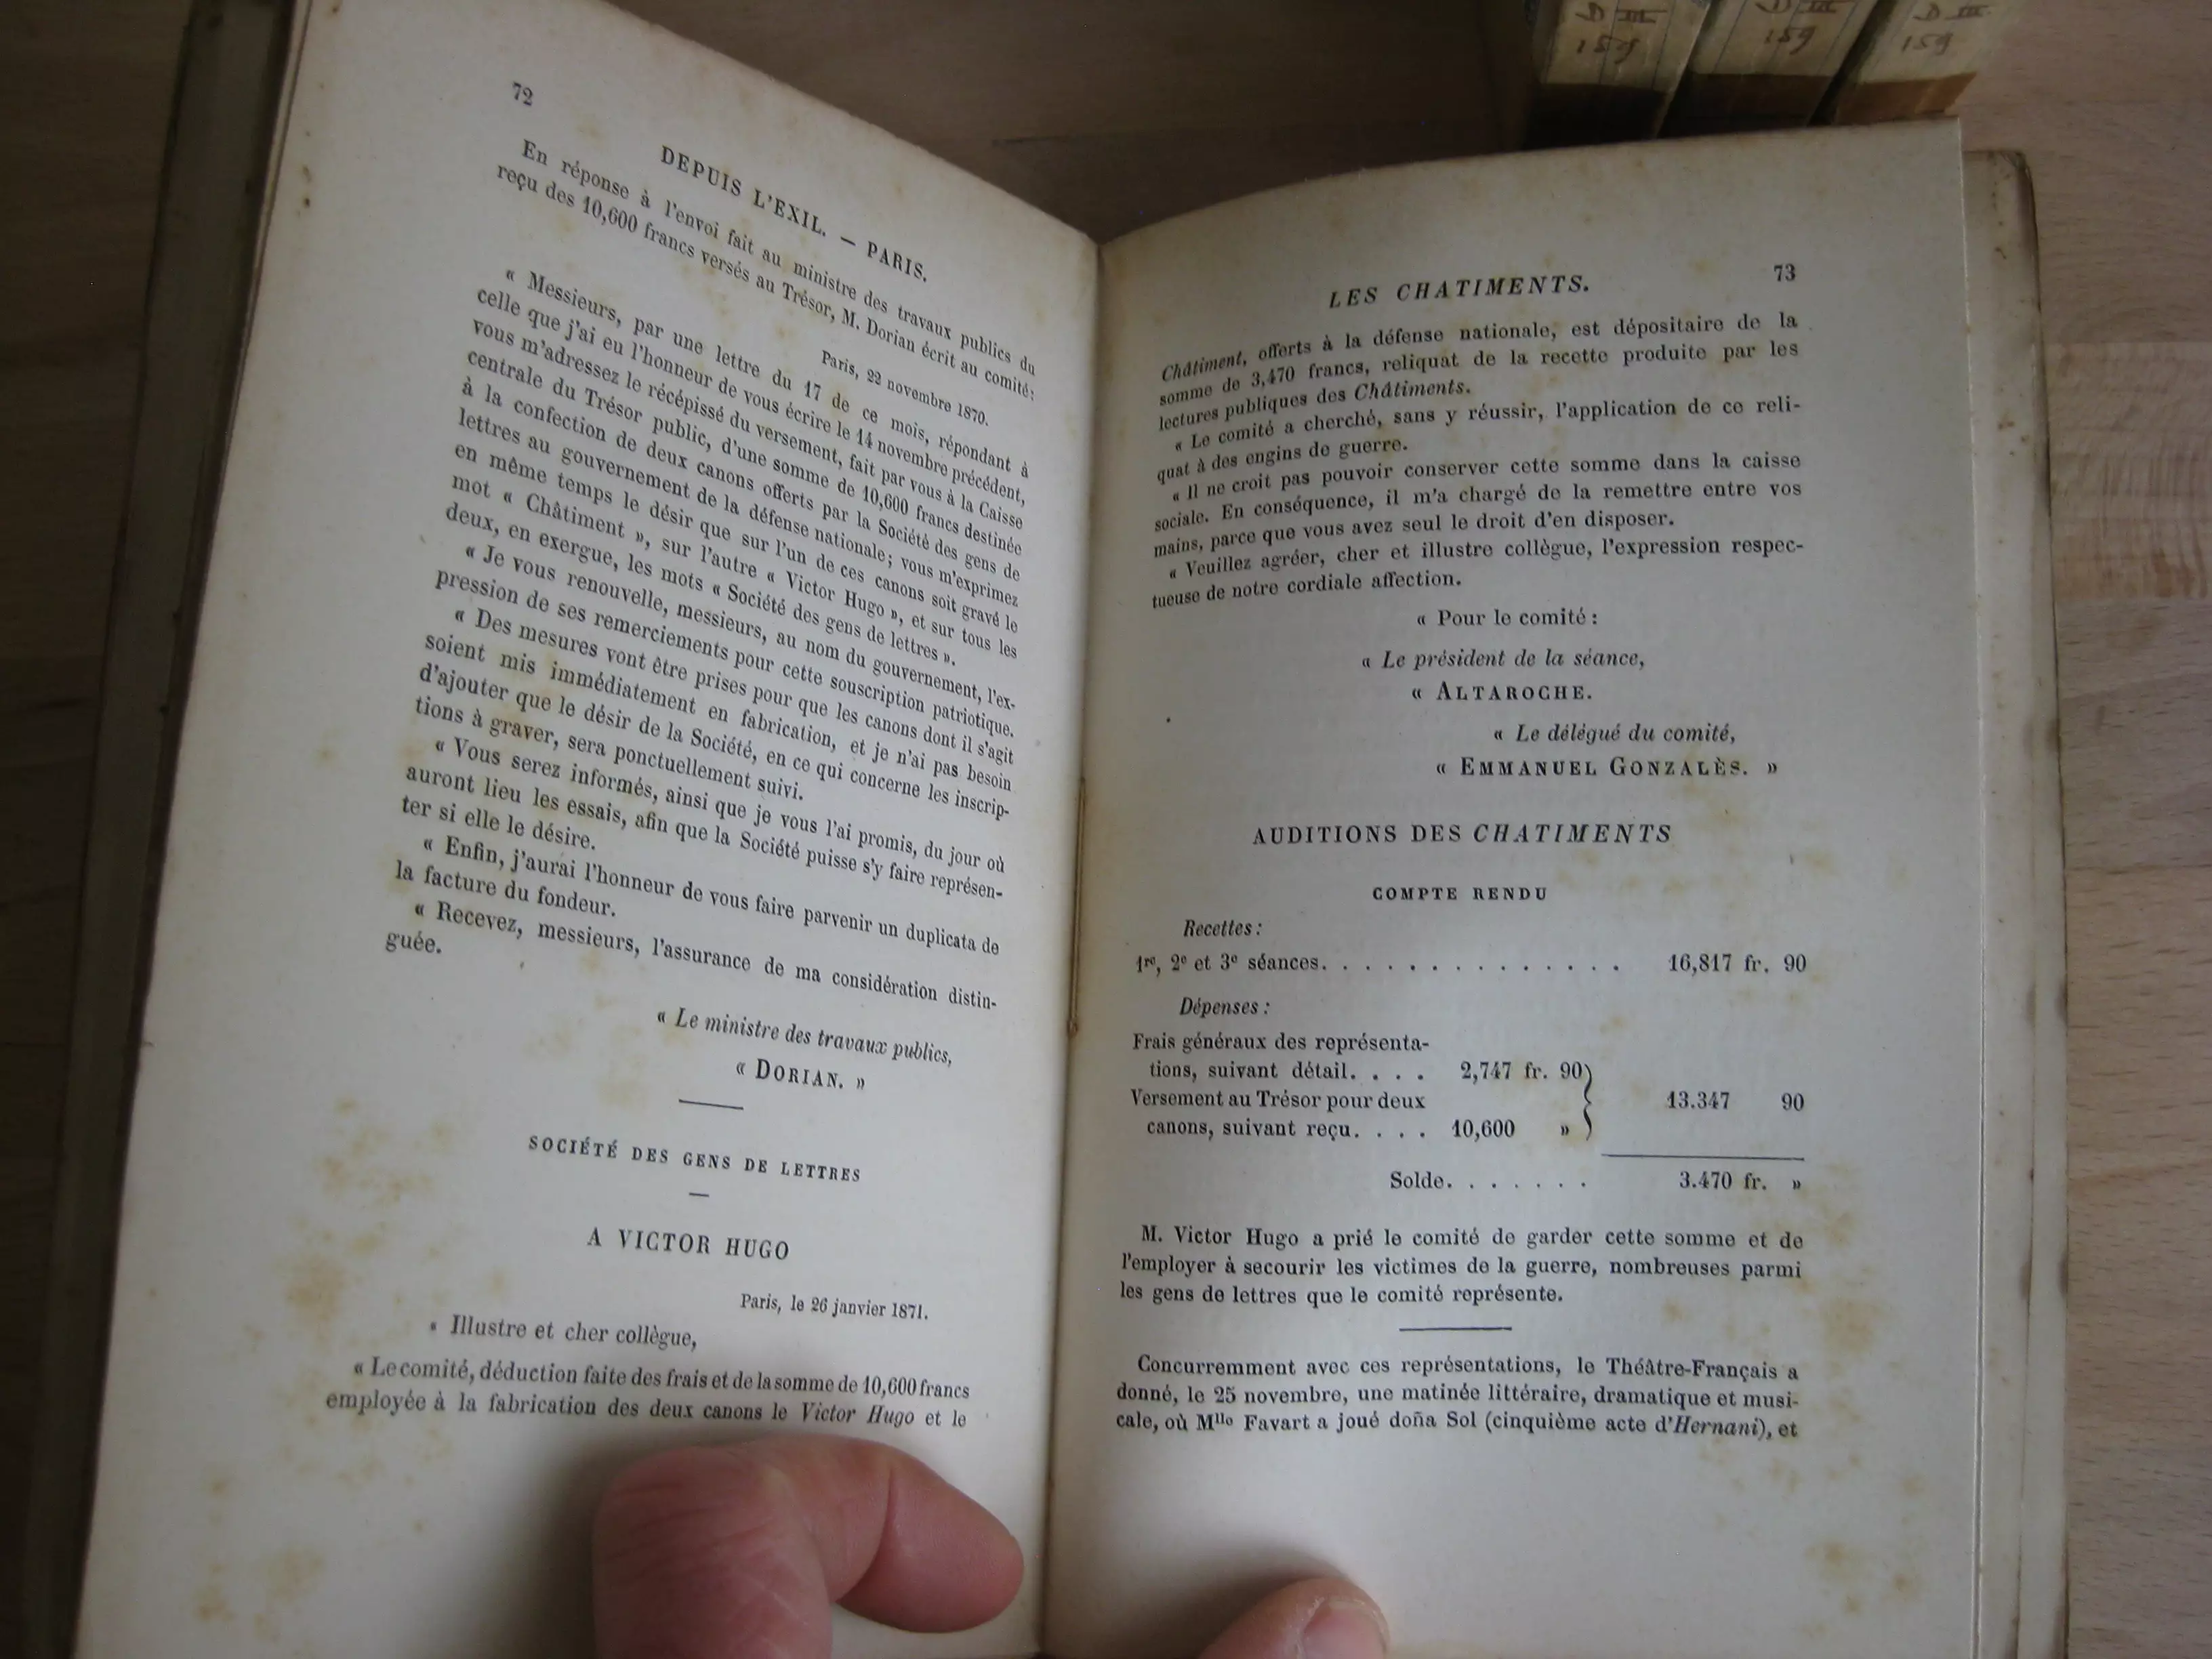 72
DEPUIS L'EXIL. — PARIS.
En réponse à l'envoi fait au ministre des travaux publics du
reçu des 10,600 francs versés au Trésor, M. Dorian écrit au comité:
Paris, 22 novembre 1870.
« Messieurs, par une lettre du 17 de ce mois, répondant à
celle que j'ai eu l'honneur de vous écrire le 14 novembre précédent,
vous m'adressez le récépissé du versement, fait par vous à la Caisse
centrale du Trésor public, d'une somme de 10,600 francs destinée
à la confection de deux canons offerts par la Société des gens de
lettres au gouvernement de la défense nationale; vous m'exprimez
en même temps le désir que sur l'un de ces canons soit gravé le
mot « Châtiment », sur l'autre « Victor Hugo », et sur tous les
deux, en exergue, les mots « Société des gens de lettres ».
« Je vous renouvelle, messieurs, au nom du gouvernement, l'ex-
pression de ses remerciements pour cette souscription patriotique.
« Des mesures vont être prises pour que les canons dont il s'agit
soient mis immédiatement en fabrication, et je n'ai pas besoin
d'ajouter que le désir de la Société, en ce qui concerne les inscrip-
tions à graver, sera ponctuellement suivi.
« Vous serez informés, ainsi que je vous l'ai promis, du jour où
auront lieu les essais, afin que la Société puisse s'y faire représen-
ter si elle le désire.
« Enfin, j'aurai l'honneur de vous faire parvenir un duplicata de
la facture du fondeur.
« Recevez, messieurs, l'assurance de ma considération distin-
guée.
« Le ministre des travaux publics,
« DORIAN. »
SOCIÉTÉ DES GENS DE LETTRES
A VICTOR HUGO
Paris, le 26 janvier 1871.
« Illustre et cher collègue,
« Le comité, déduction faite des frais et de la somme de 10,600 francs
employée à la fabrication des deux canons le Victor Hugo et le
LES CHATIMENTS. 73
Châtiment, offerts à la défense nationale, est dépositaire de la
somme de 3,470 francs, reliquat de la recette produite par les
lectures publiques des Châtiments.
« Le comité a cherché, sans y réussir, l'application de ce reli-
quat à des engins de guerre.
« Il ne croit pas pouvoir conserver cette somme dans la caisse
sociale. En conséquence, il m'a chargé de la remettre entre vos
mains, parce que vous avez seul le droit d'en disposer.
« Veuillez agréer, cher et illustre collègue, l'expression respec-
tueuse de notre cordiale affection.
« Pour le comité :
« Le président de la séance,
« ALTAROCHE.
« Le délégué du comité,
« EMMANUEL GONZALÈS. »
AUDITIONS DES CHATIMENTS
COMPTE RENDU
Recettes :
1re, 2e et 3e séances. . . . . . . . . . . . . . 16,817 fr. 90
Dépenses :
Frais généraux des représenta-
tions, suivant détail. . . . 2,747 fr. 90
Versement au Trésor pour deux 13.347 90
canons, suivant reçu. . . . 10,600 »
Solde. . . . . . . 3.470 fr. »
M. Victor Hugo a prié le comité de garder cette somme et de
l'employer à secourir les victimes de la guerre, nombreuses parmi
les gens de lettres que le comité représente.
Concurremment avec ces représentations, le Théâtre-Français a
donné, le 25 novembre, une matinée littéraire, dramatique et musi-
cale, où Mlle Favart a joué doña Sol (cinquième acte d'Hernani), et
D III
159
D III
159
D III
159